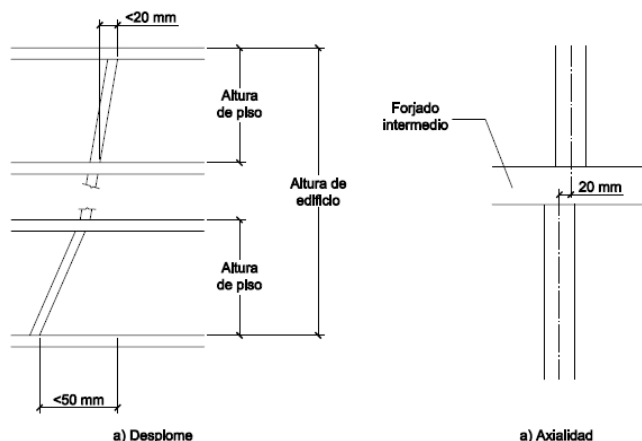 <20 mm
Altura
de piso
Altura de
edificio
Altura
de piso
<50 mm
a) Desplome
Forjado
intermedio
20 mm
a) Axialidad